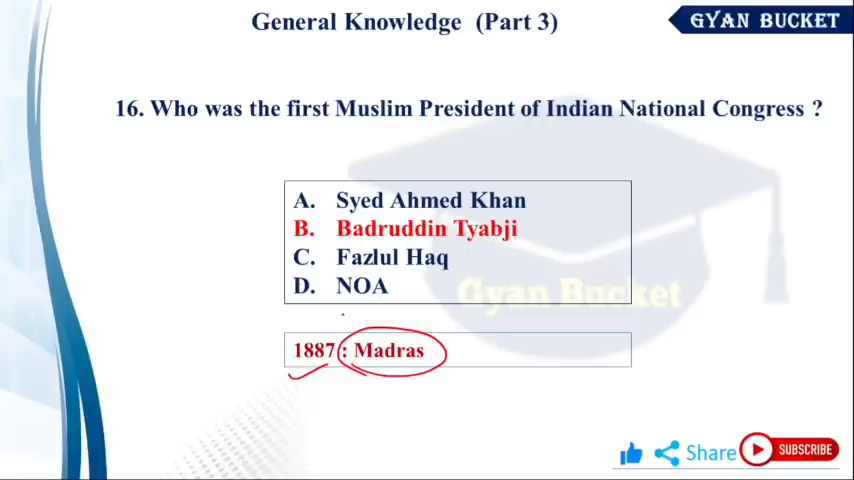 General Knowledge (Part 3)
GYAN BUCKET
16. Who was the first Muslim President of Indian National Congress ?
A. Syed Ahmed Khan
B. Badruddin Tyabji
C. Fazlul Haq
D. NOA
Gyan Bucket
1887 : Madras
Share
SUBSCRIBE